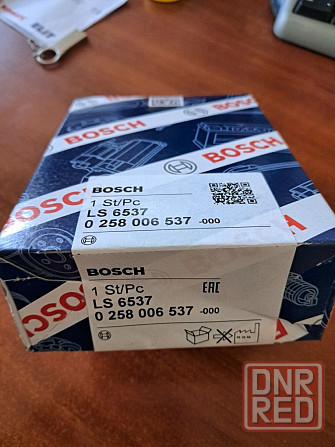 BOSCH
BOSCH
BOSCH
BOSCH
1 St/Pc
LS 6537
0 258 006 537 -000
BOSCH
1 St/Pc
LS 6537
0 258 006 537 -000
EAC
DNR
RED